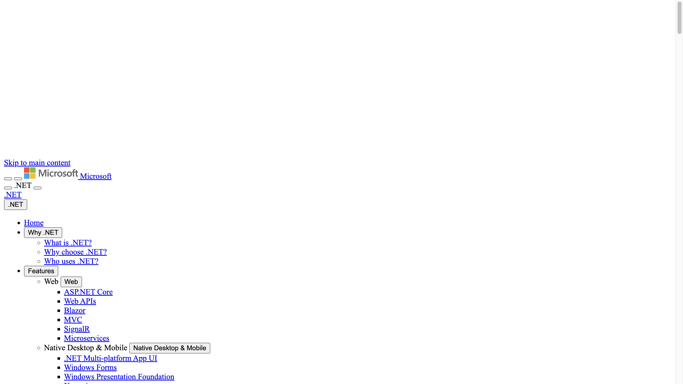 Skip to main content
Microsoft Microsoft
.NET
.NET
.NET
Home
Why .NET
What is .NET?
Why choose .NET?
Who uses .NET?
Features
Web Web
ASP.NET Core
Web APIs
Blazor
MVC
SignalR
Microservices
Native Desktop & Mobile Native Desktop & Mobile
.NET Multi-platform App UI
Windows Forms
Windows Presentation Foundation